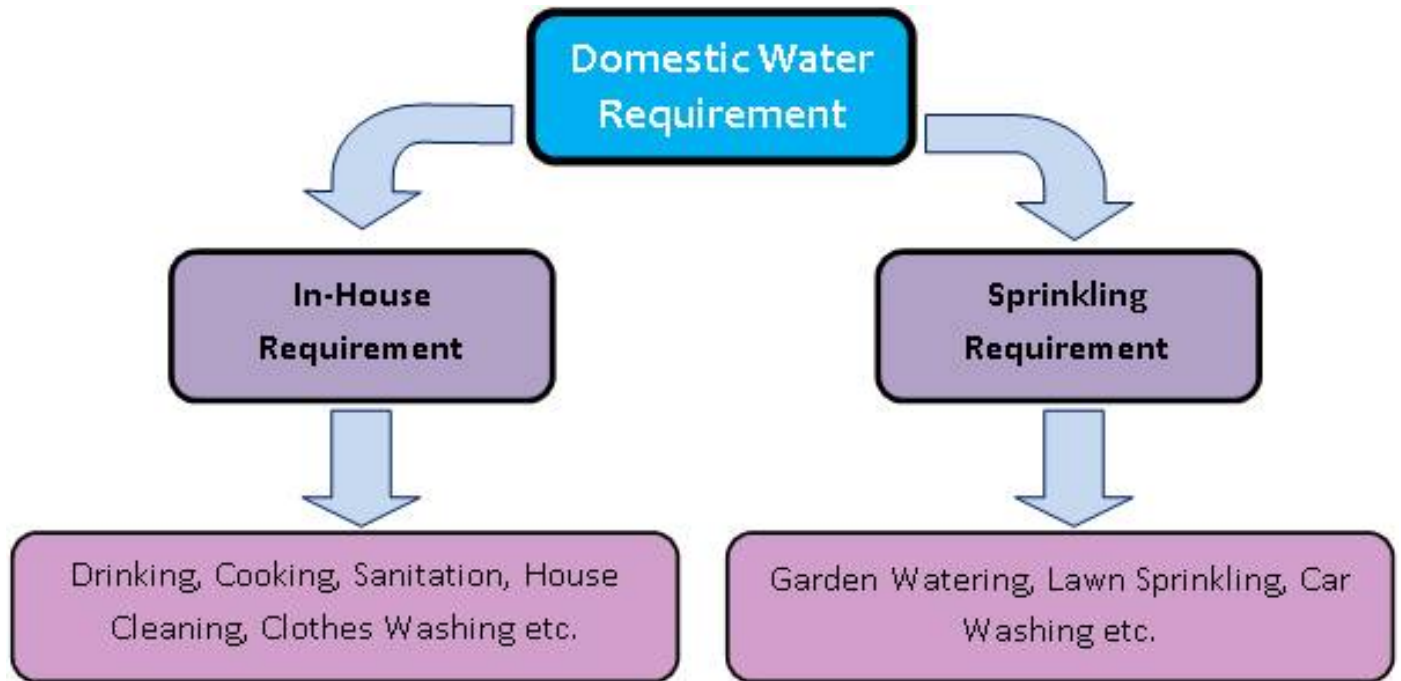 Domestic Water
Requirement
In-House
Requirement
Sprinkling
Requirement
Drinking, Cooking, Sanitation, House
Cleaning, Clothes Washing etc.
Garden Watering, Lawn Sprinkling, Car
Washing etc.